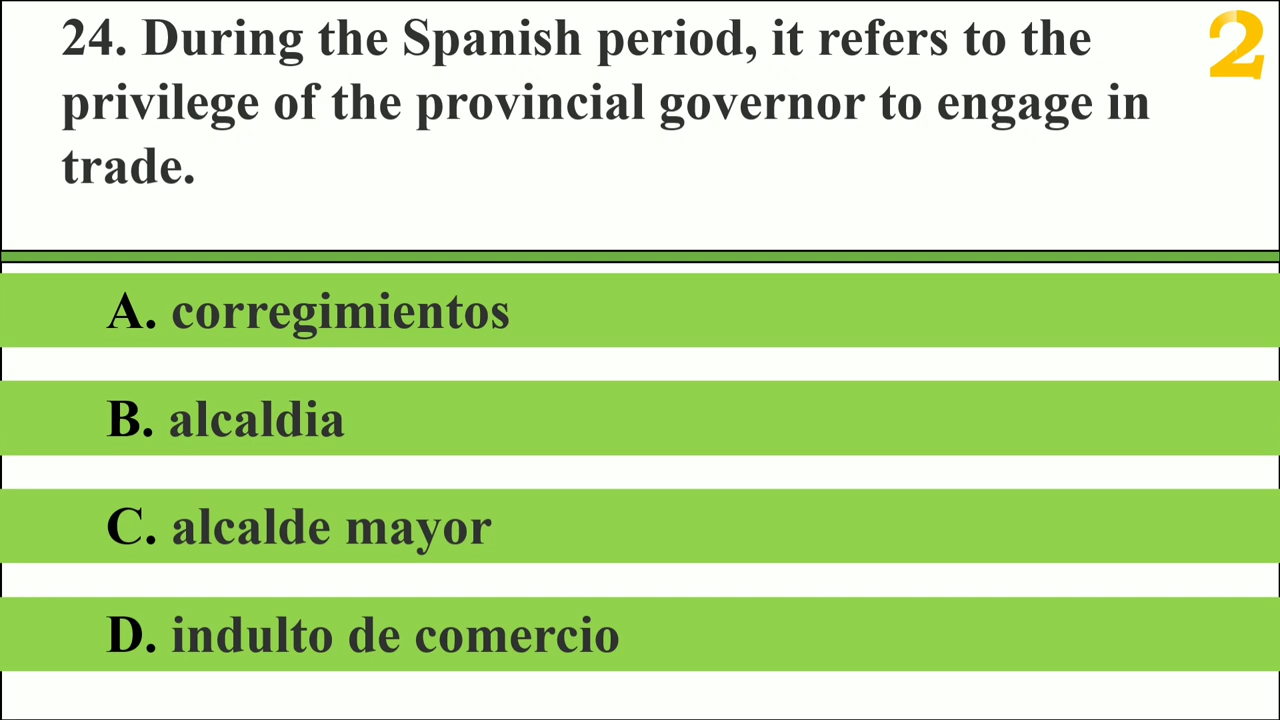 24. During the Spanish period, it refers to the
privilege of the provincial governor to engage in
trade.
2
A. corregimientos
B. alcaldia
C. alcalde mayor
D. indulto de comercio